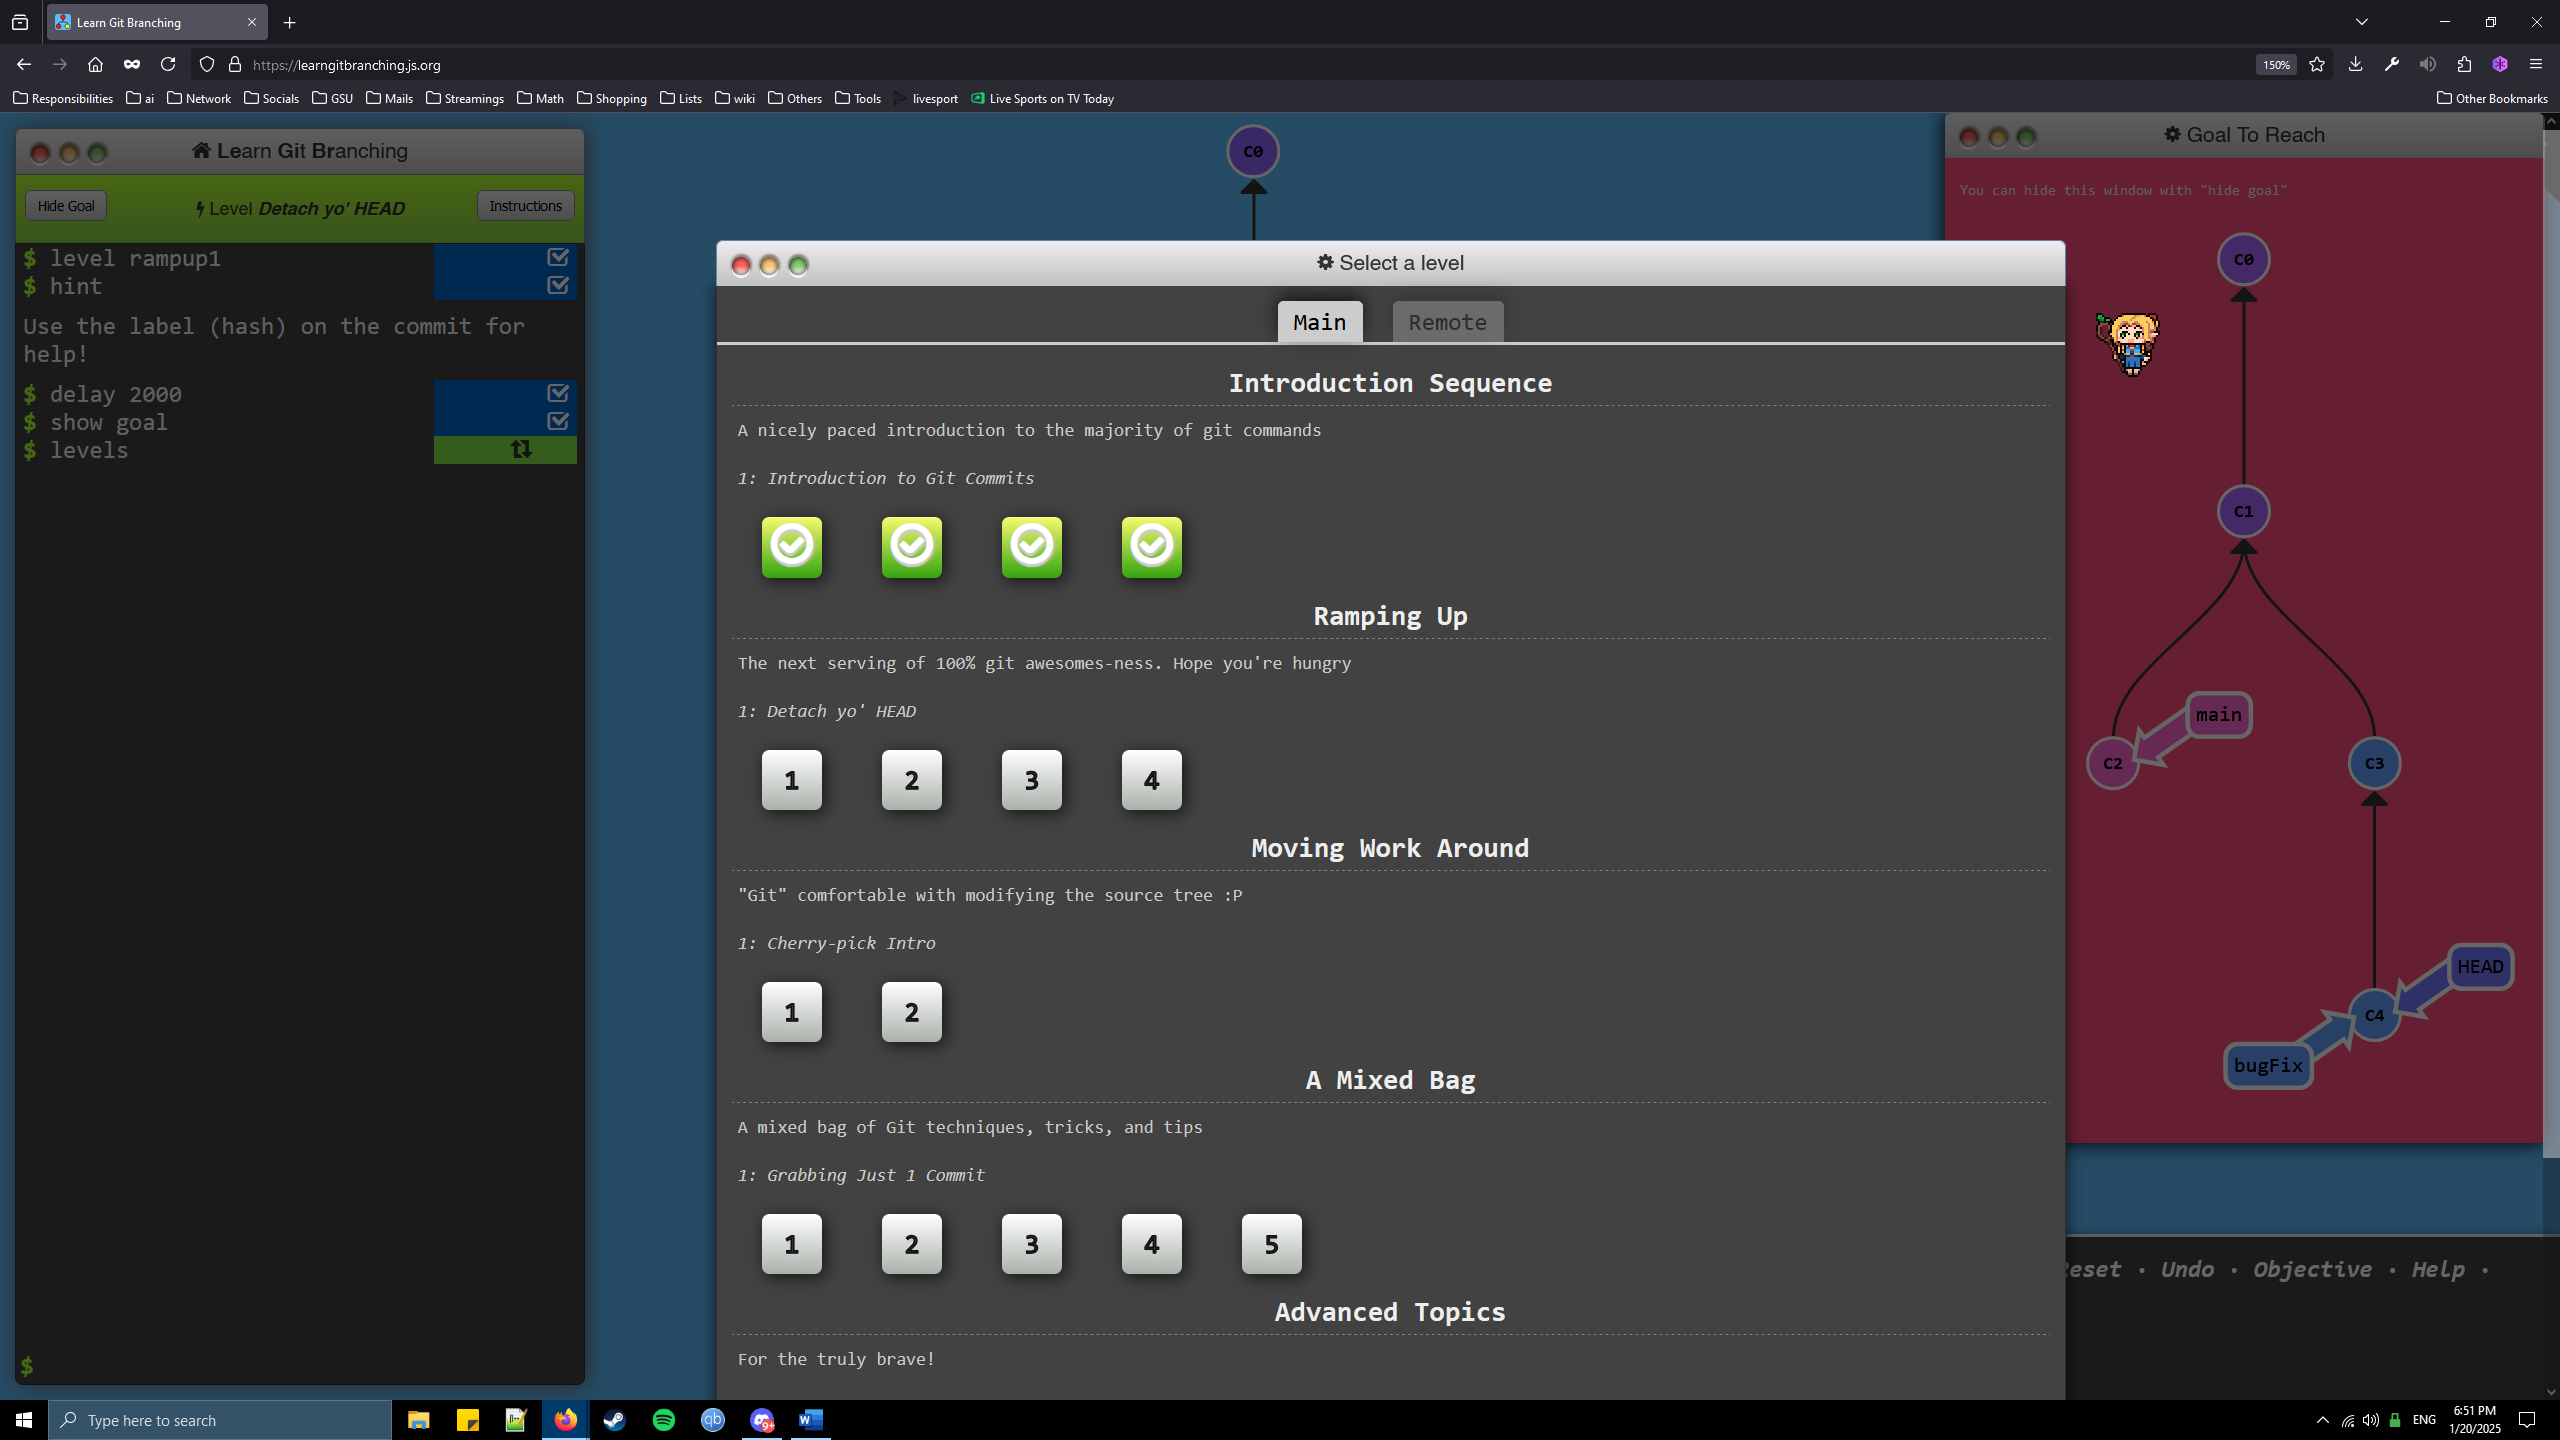 Learn Git Branching
https://learngitbranching.js.org
150%
Responsibilities
ai
Network
Socials
GSU
Mails
Streamings
Math
Shopping
Lists
wiki
Others
Tools
livesport
Live Sports on TV Today
Other Bookmarks
Learn Git Branching
Hide Goal
Level Detach yo' HEAD
Instructions
$ level rampup1
$ hint
Use the label (hash) on the commit for
help!
$ delay 2000
$ show goal
$ levels
$
C0
Select a level
Main
Remote
Introduction Sequence
A nicely paced introduction to the majority of git commands
1: Introduction to Git Commits
Ramping Up
The next serving of 100% git awesomes-ness. Hope you're hungry
1: Detach yo' HEAD
1 2 3 4
Moving Work Around
"Git" comfortable with modifying the source tree :P
1: Cherry-pick Intro
1 2
A Mixed Bag
A mixed bag of Git techniques, tricks, and tips
1: Grabbing Just 1 Commit
1 2 3 4 5
Advanced Topics
For the truly brave!
Goal To Reach
You can hide this window with "hide goal"
C0
C1
main
C2
C3
HEAD
C4
bugFix
Reset • Undo • Objective • Help •
Type here to search
9+
ENG
6:51 PM
1/20/2025